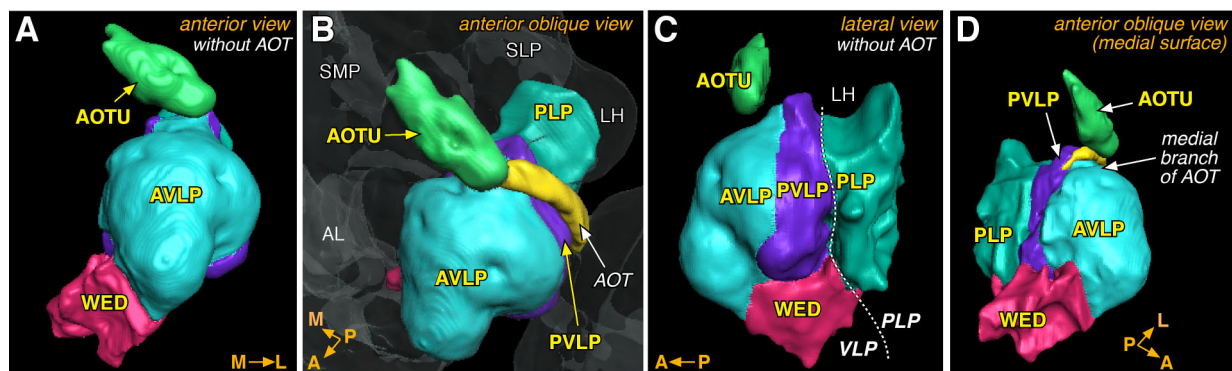 A
anterior view
without AOT
AOTU
AVLP
WED
M L
B
anterior oblique view
SLP
SMP
PLP
LH
AOTU
AL
AVLP
AOT
M
P
A
PVLP
C
lateral view
without AOT
LH
AOTU
AVLP
PVLP
PLP
WED
PLP
VLP
A P
D
anterior oblique view
(medial surface)
PVLP
AOTU
medial
branch
of AOT
PLP
AVLP
WED
L
P
A